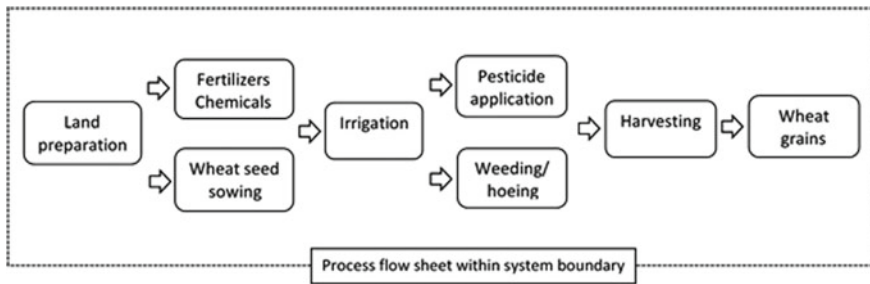 Land
preparation
Fertilizers
Chemicals
Wheat seed
sowing
Irrigation
Pesticide
application
Weeding/
hoeing
Harvesting
Wheat
grains
Process flow sheet within system boundary